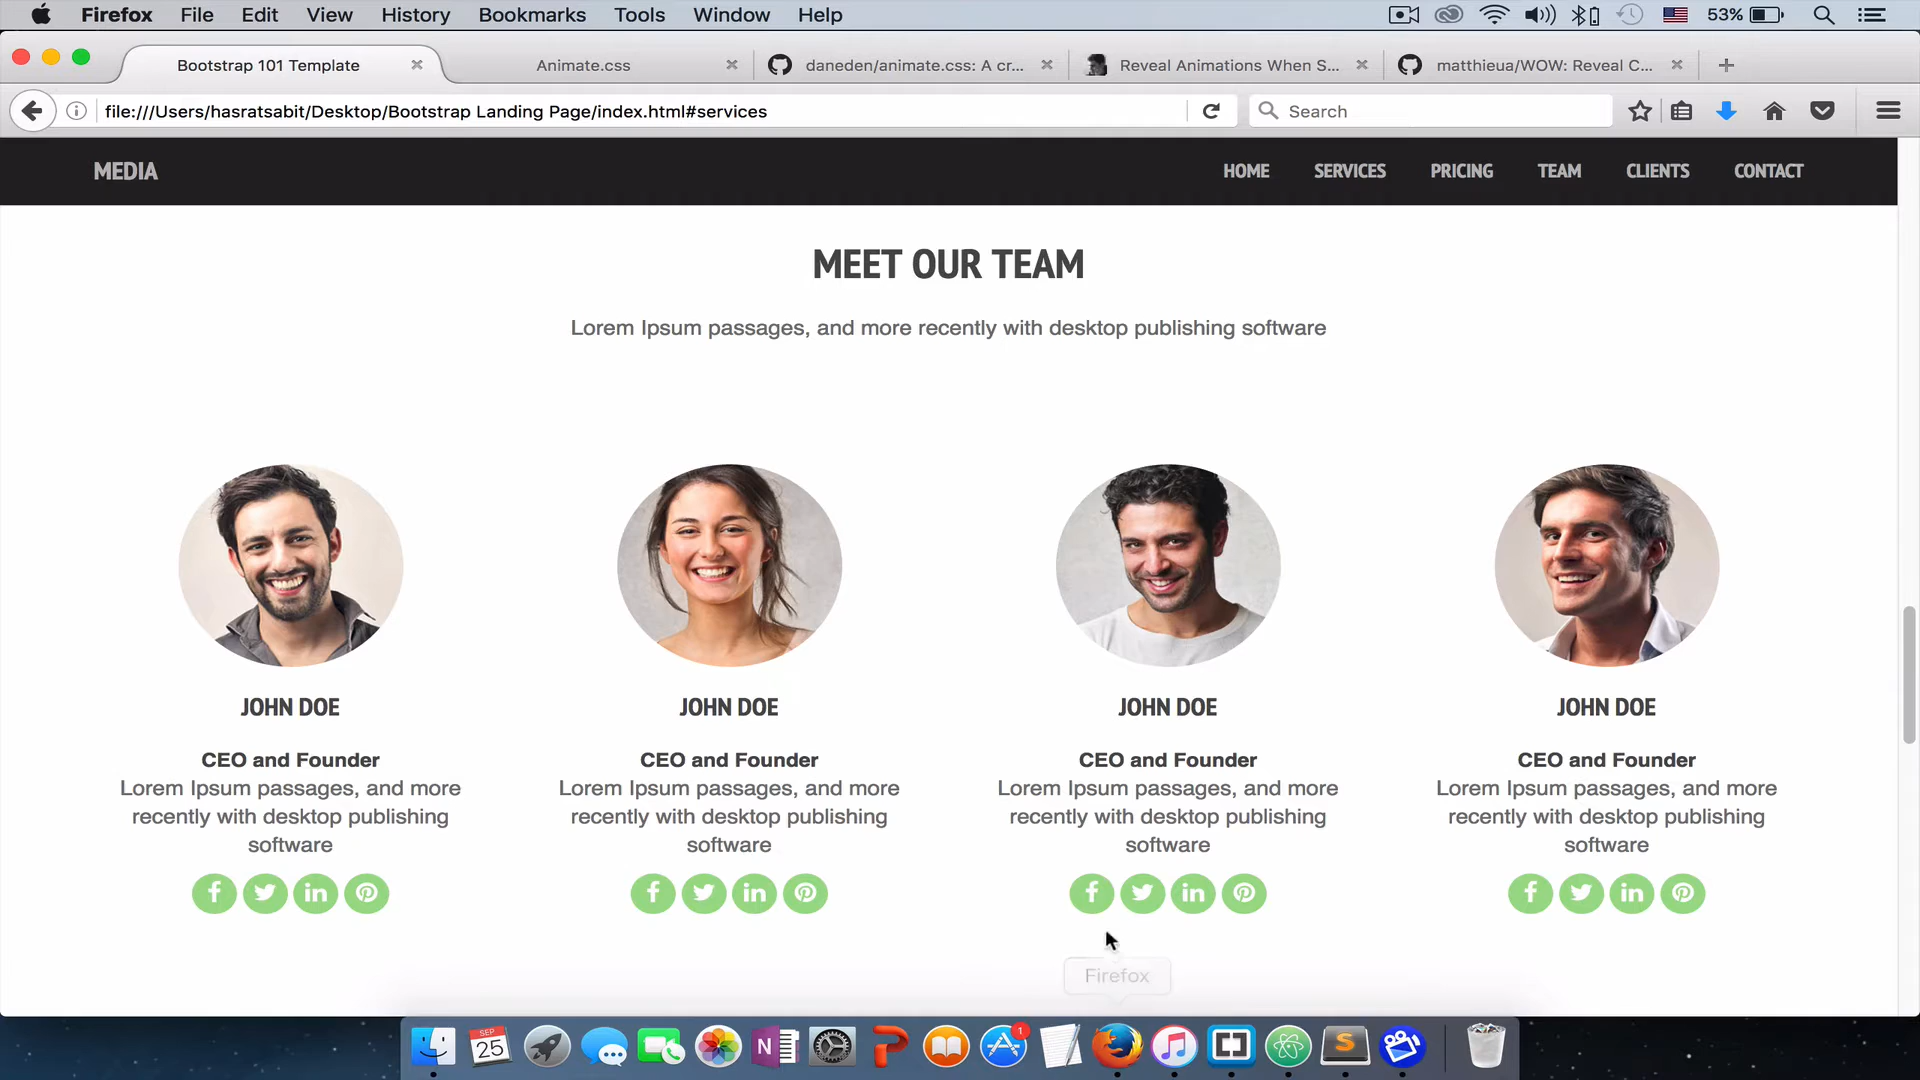 Firefox File Edit View History Bookmarks Tools Window Help 53%
Bootstrap 101 Template Animate.css daneden/animate.css: A cr... Reveal Animations When S... matthieua/WOW: Reveal C...
file:///Users/hasratsabit/Desktop/Bootstrap Landing Page/index.html#services Search
MEDIA HOME SERVICES PRICING TEAM CLIENTS CONTACT
MEET OUR TEAM
Lorem Ipsum passages, and more recently with desktop publishing software
JOHN DOE JOHN DOE JOHN DOE JOHN DOE
CEO and Founder CEO and Founder CEO and Founder CEO and Founder
Lorem Ipsum passages, and more Lorem Ipsum passages, and more Lorem Ipsum passages, and more Lorem Ipsum passages, and more
recently with desktop publishing recently with desktop publishing recently with desktop publishing recently with desktop publishing
software software software software
Firefox
SEP
25
1